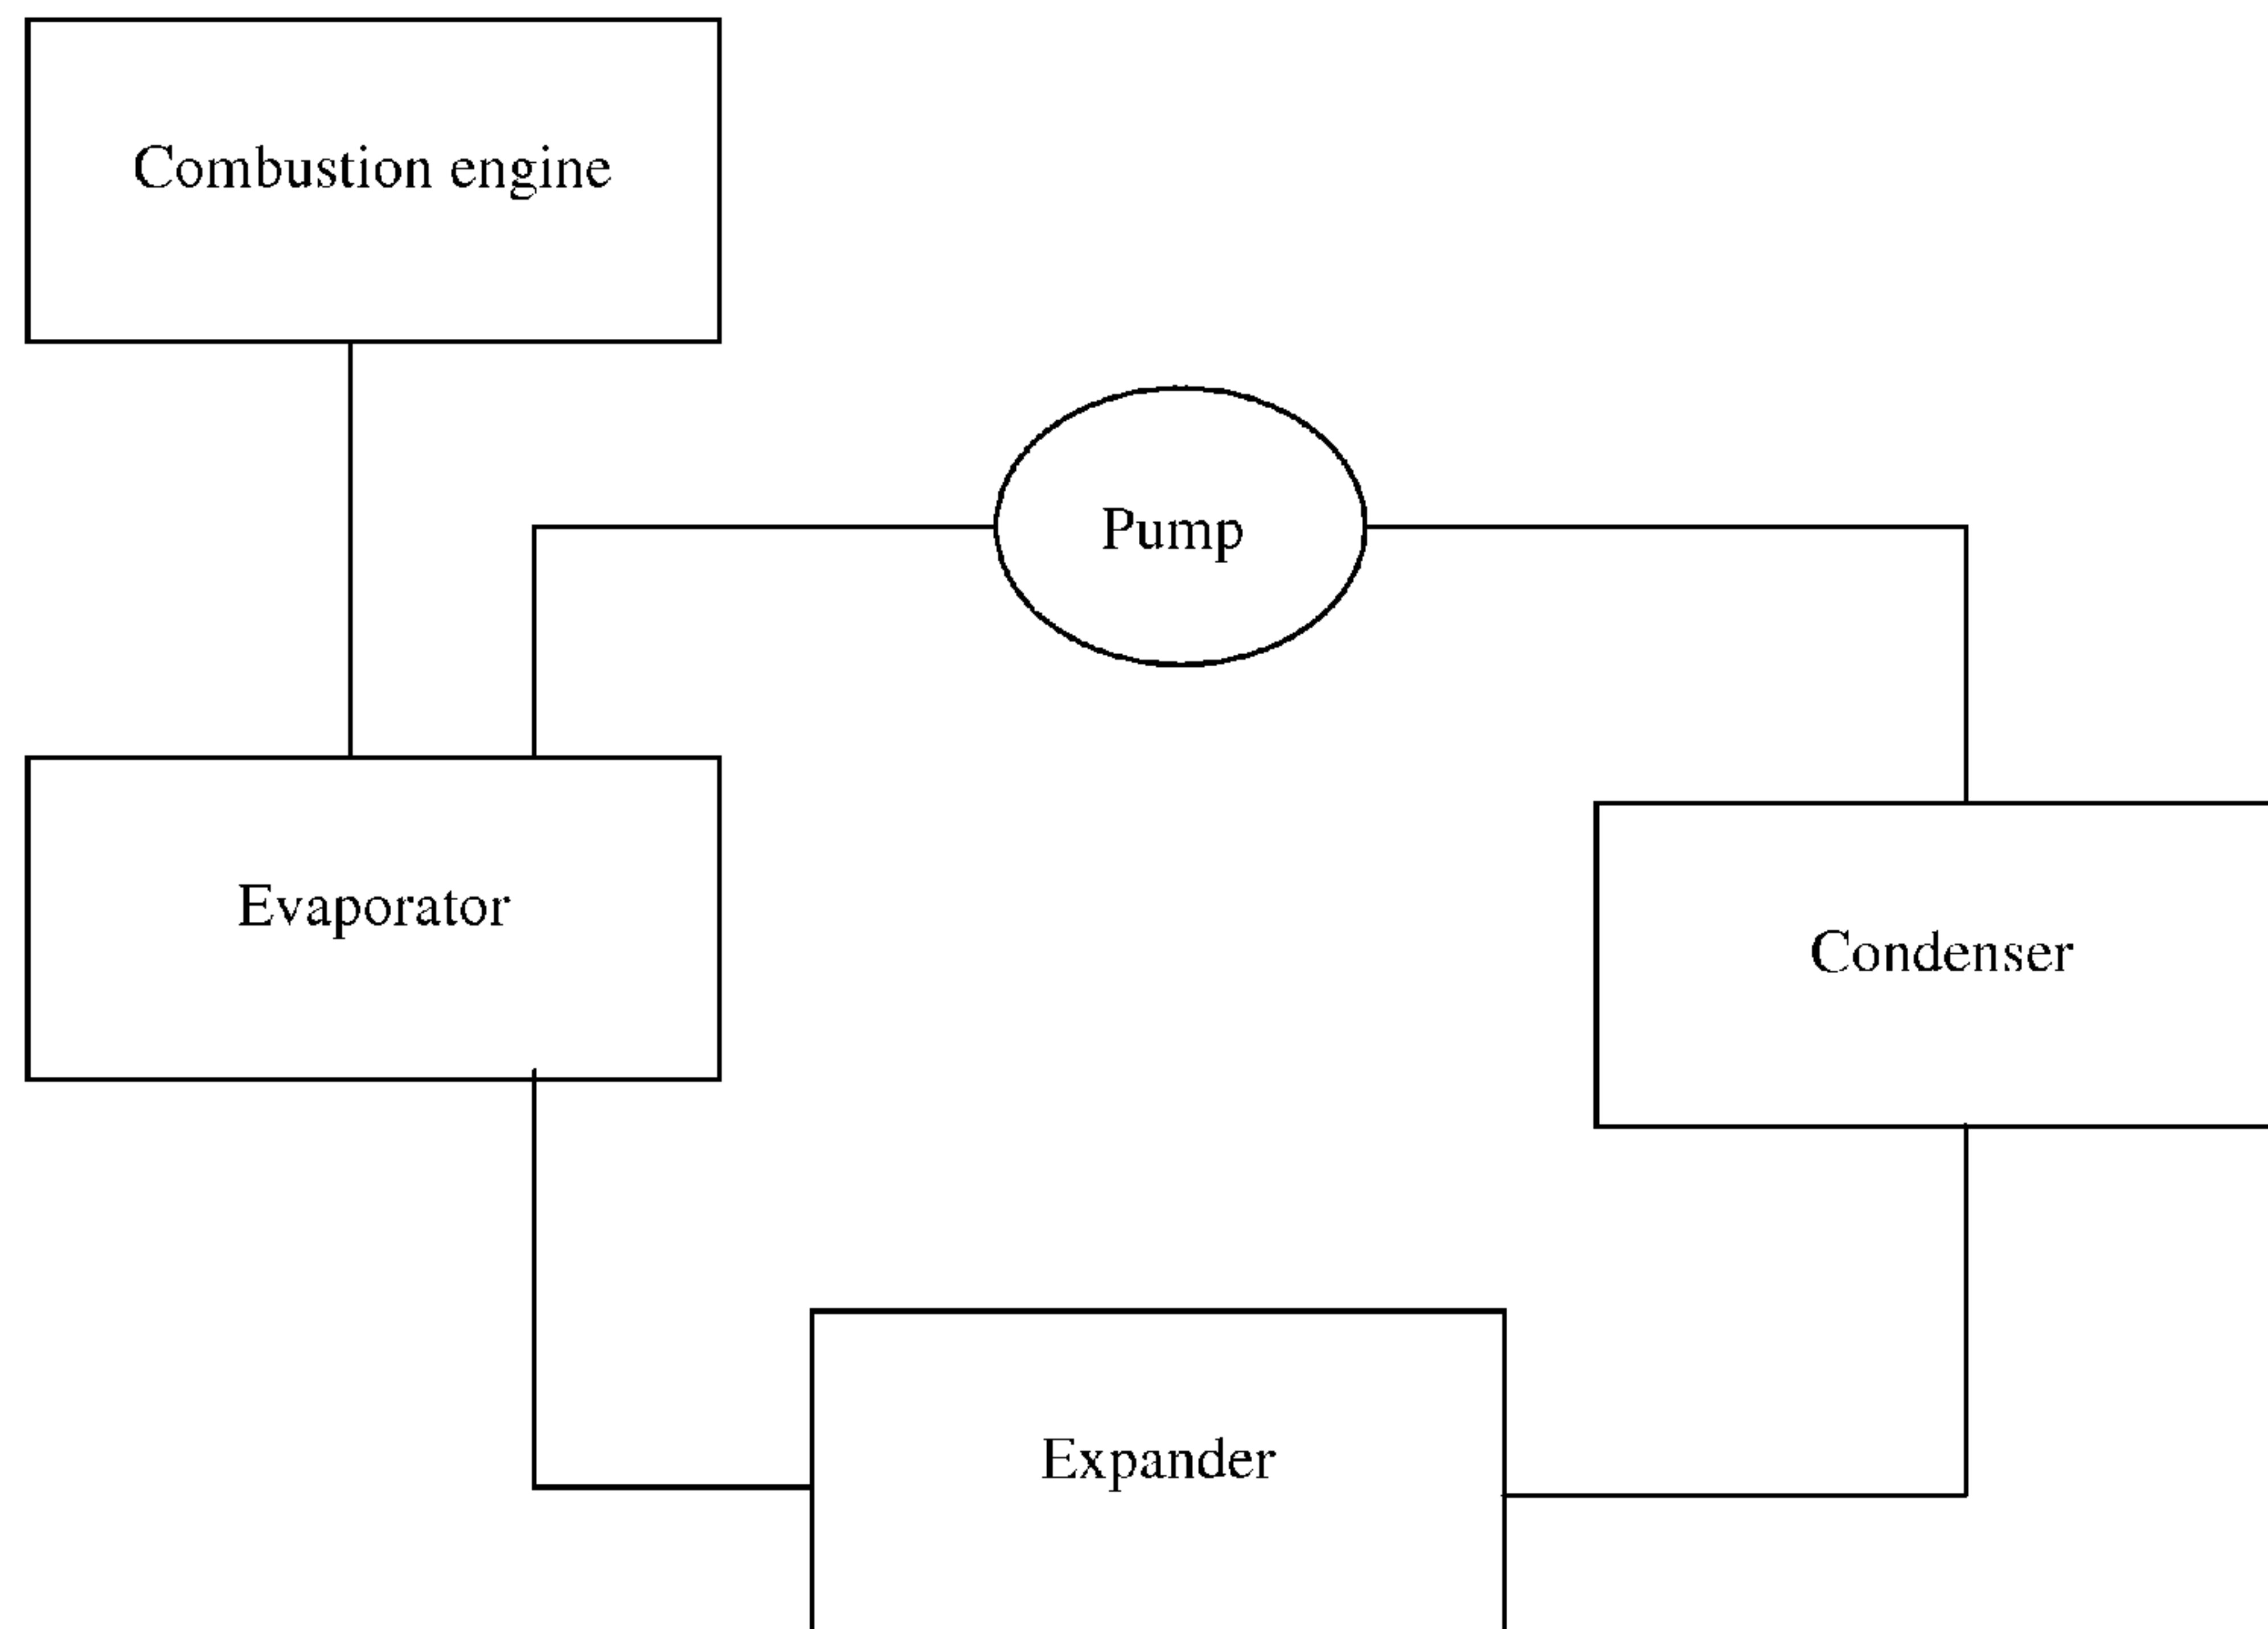 Combustion engine
Pump
Evaporator
Condenser
Expander